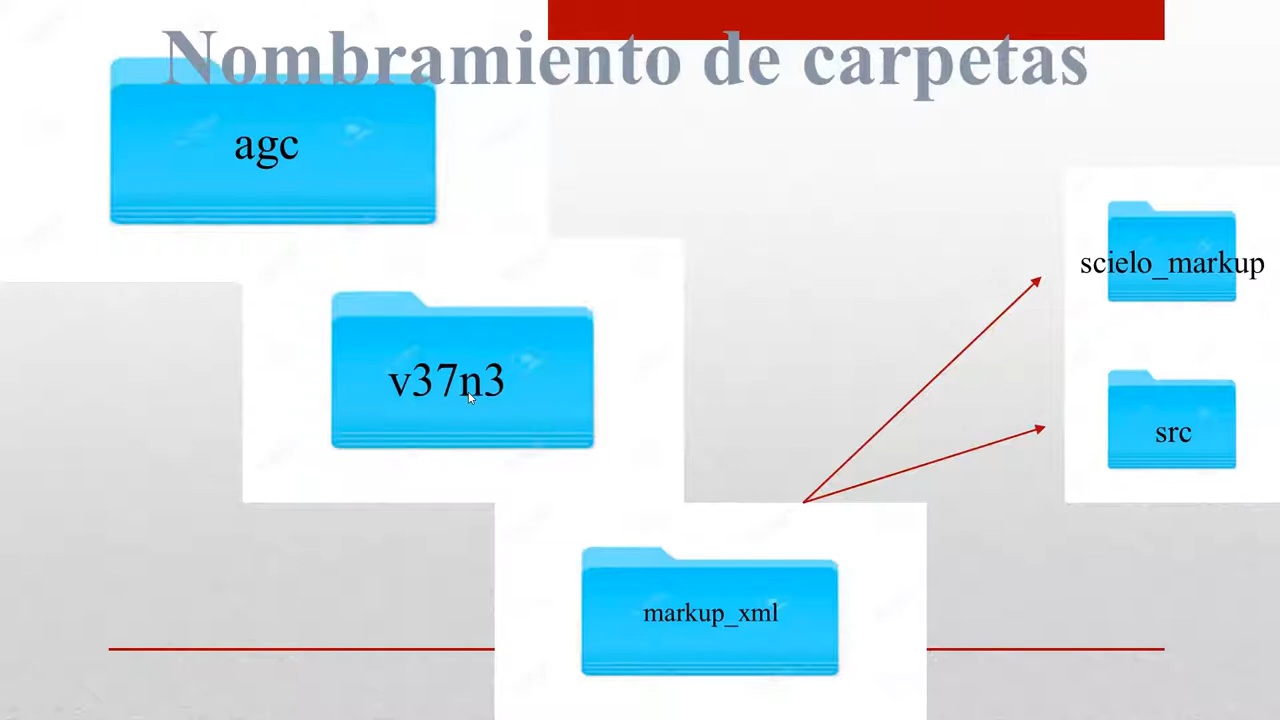 Nombramiento de carpetas
agc
scielo_markup
v37n3
src
markup_xml